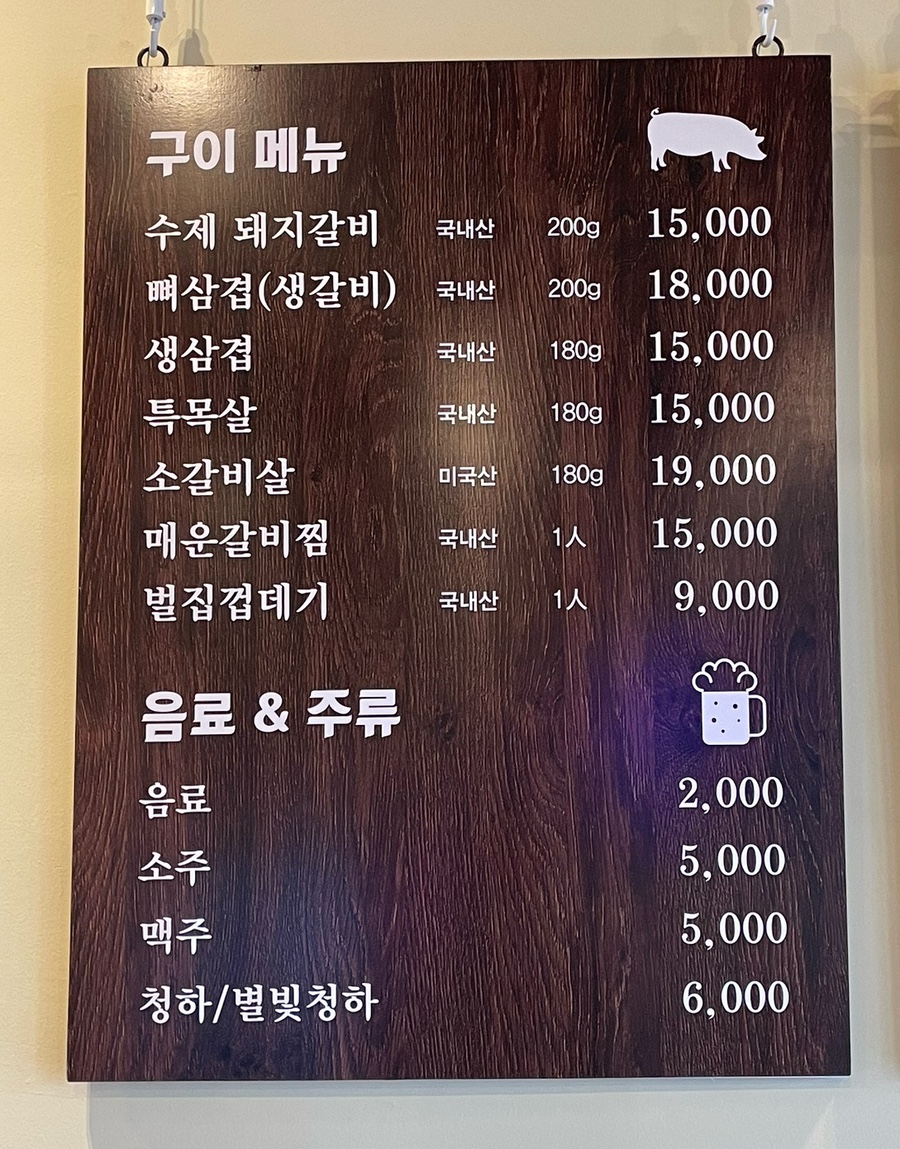 구이 메뉴
수제 돼지갈비 국내산 200g 15,000
뼈삼겹(생갈비) 국내산 200g 18,000
생삼겹 국내산 180g 15,000
특목살 국내산 180g 15,000
소갈비살 미국산 180g 19,000
매운갈비찜 국내산 1人 15,000
벌집껍데기 국내산 1人 9,000
음료 & 주류
음료 2,000
소주 5,000
맥주 5,000
청하/별빛청하 6,000